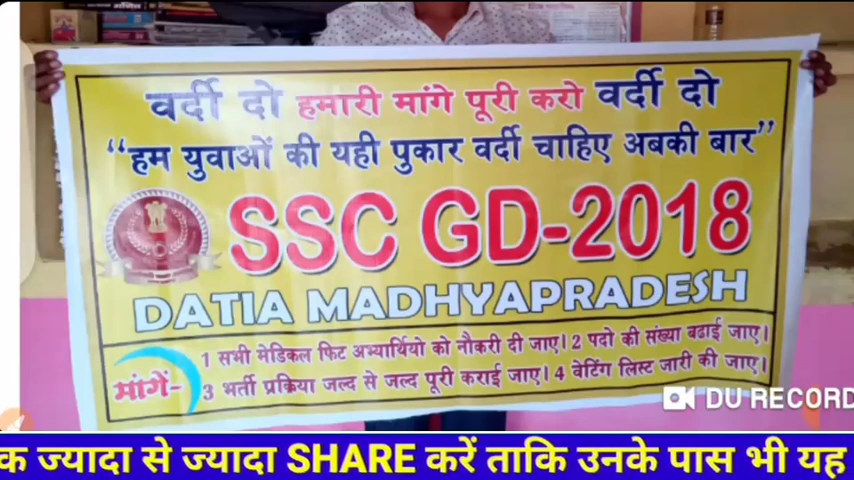 वर्दी दो हमारी मांगे पूरी करो वर्दी दो
“हम युवाओं की यही पुकार वर्दी चाहिए अबकी बार”
SSC GD-2018
DATIA MADHYAPRADESH
मांगें-
1 सभी मेडिकल फिट अभ्यार्थियो को नौकरी दी जाए। 2 पदो की संख्या बढाई जाए।
3 भर्ती प्रक्रिया जल्द से जल्द पूरी कराई जाए। 4 वेटिंग लिस्ट जारी की जाए।
DU RECORD
क ज्यादा से ज्यादा SHARE करें ताकि उनके पास भी यह